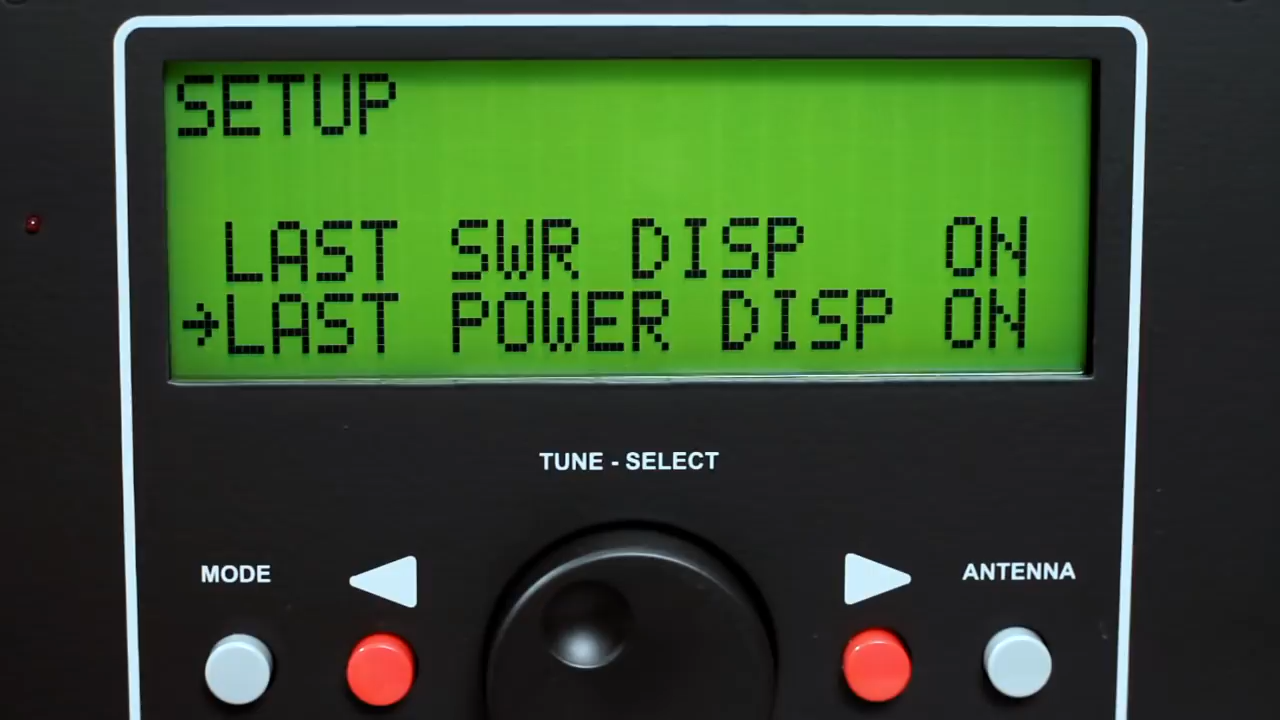 SETUP
LAST SWR DISP ON
→LAST POWER DISP ON
TUNE - SELECT
MODE
ANTENNA